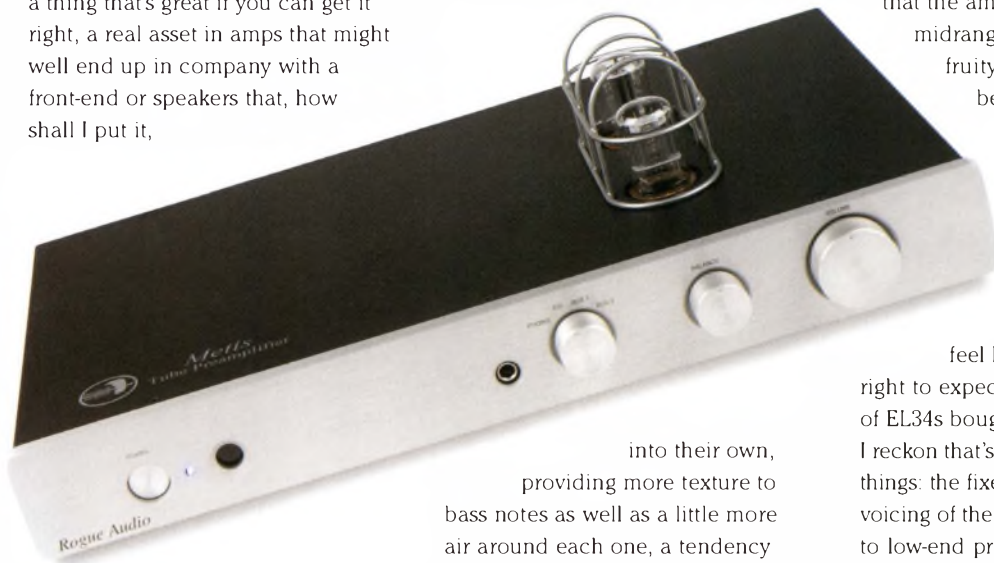 a thing that's great if you can get it
right, a real asset in amps that might
well end up in company with a
front-end or speakers that, how
shall I put it,
Metis
Tube Preamplifier
Rogue Audio
PHONO
BALANCE
VOLUME
into their own,
providing more texture to
bass notes as well as a little more
air around each one, a tendency
that the am
midrang
fruity
be
feel l
right to expec
of EL34s boug
I reckon that's
things: the fixe
voicing of the
to low-end pr